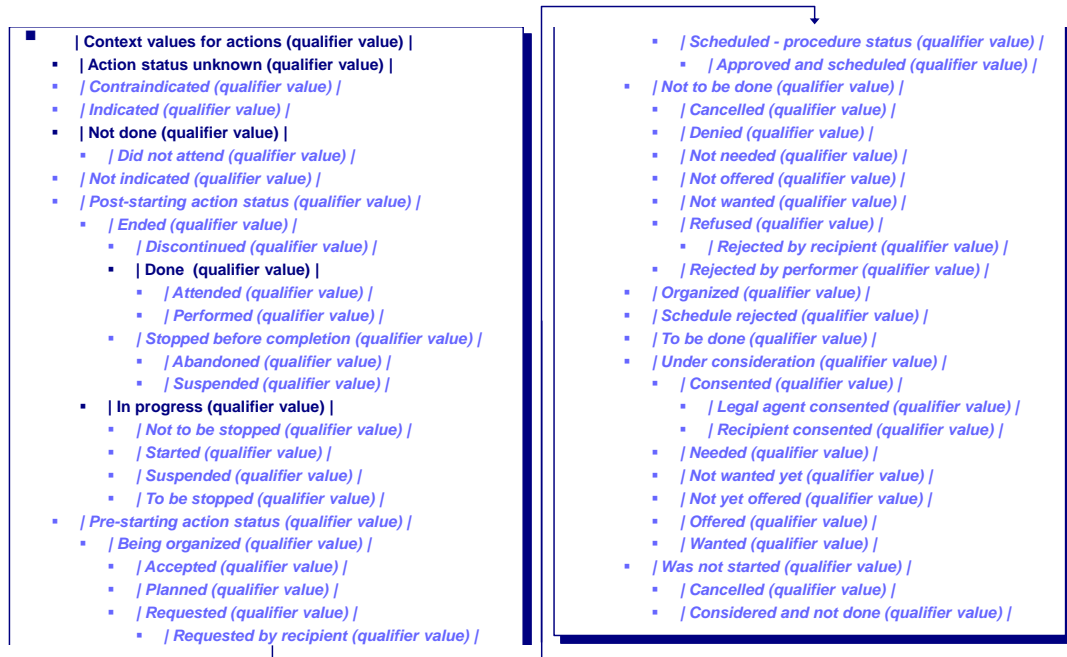 | Context values for actions (qualifier value) |
| Action status unknown (qualifier value) |
| Contraindicated (qualifier value) |
| Indicated (qualifier value) |
| Not done (qualifier value) |
| Did not attend (qualifier value) |
| Not indicated (qualifier value) |
| Post-starting action status (qualifier value) |
| Ended (qualifier value) |
| Discontinued (qualifier value) |
| Done (qualifier value) |
| Attended (qualifier value) |
| Performed (qualifier value) |
| Stopped before completion (qualifier value) |
| Abandoned (qualifier value) |
| Suspended (qualifier value) |
| In progress (qualifier value) |
| Not to be stopped (qualifier value) |
| Started (qualifier value) |
| Suspended (qualifier value) |
| To be stopped (qualifier value) |
| Pre-starting action status (qualifier value) |
| Being organized (qualifier value) |
| Accepted (qualifier value) |
| Planned (qualifier value) |
| Requested (qualifier value) |
| Requested by recipient (qualifier value) |
| Scheduled - procedure status (qualifier value) |
| Approved and scheduled (qualifier value) |
| Not to be done (qualifier value) |
| Cancelled (qualifier value) |
| Denied (qualifier value) |
| Not needed (qualifier value) |
| Not offered (qualifier value) |
| Not wanted (qualifier value) |
| Refused (qualifier value) |
| Rejected by recipient (qualifier value) |
| Rejected by performer (qualifier value) |
| Organized (qualifier value) |
| Schedule rejected (qualifier value) |
| To be done (qualifier value) |
| Under consideration (qualifier value) |
| Consented (qualifier value) |
| Legal agent consented (qualifier value) |
| Recipient consented (qualifier value) |
| Needed (qualifier value) |
| Not wanted yet (qualifier value) |
| Not yet offered (qualifier value) |
| Offered (qualifier value) |
| Wanted (qualifier value) |
| Was not started (qualifier value) |
| Cancelled (qualifier value) |
| Considered and not done (qualifier value) |